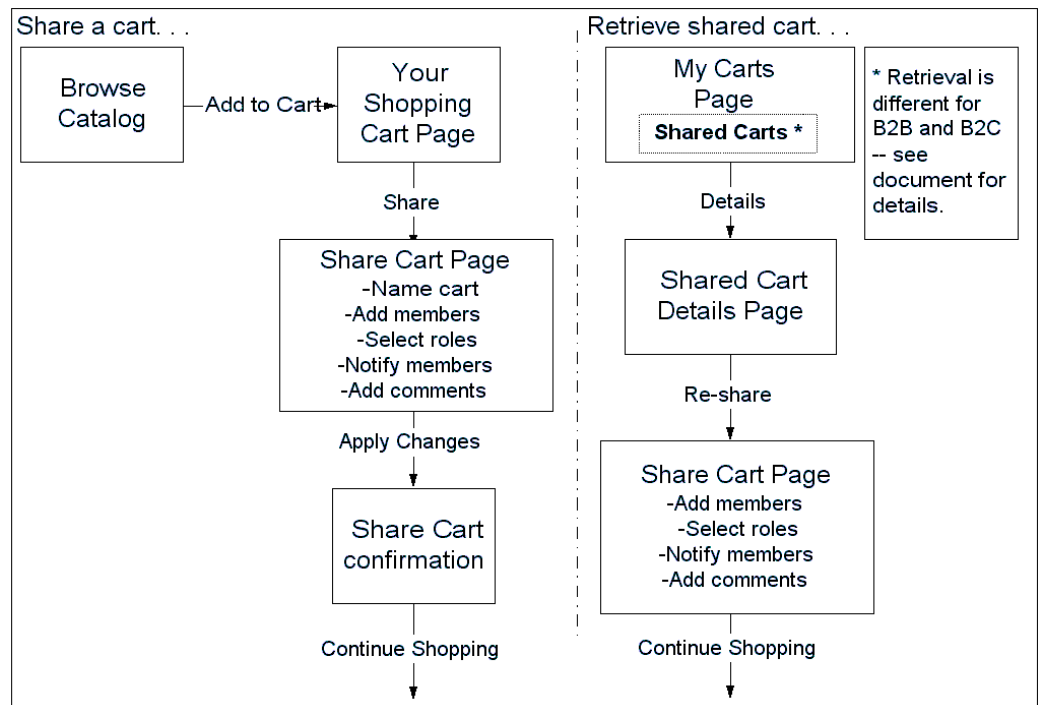 Share a cart. . .
Browse
Catalog
Add to Cart
Your
Shopping
Cart Page
Share
Share Cart Page
-Name cart
-Add members
-Select roles
-Notify members
-Add comments
Apply Changes
Share Cart
confirmation
Continue Shopping
Retrieve shared cart. . .
My Carts
Page
Shared Carts *
* Retrieval is
different for
B2B and B2C
-- see
document for
details.
Details
Shared Cart
Details Page
Re-share
Share Cart Page
-Add members
-Select roles
-Notify members
-Add comments
Continue Shopping